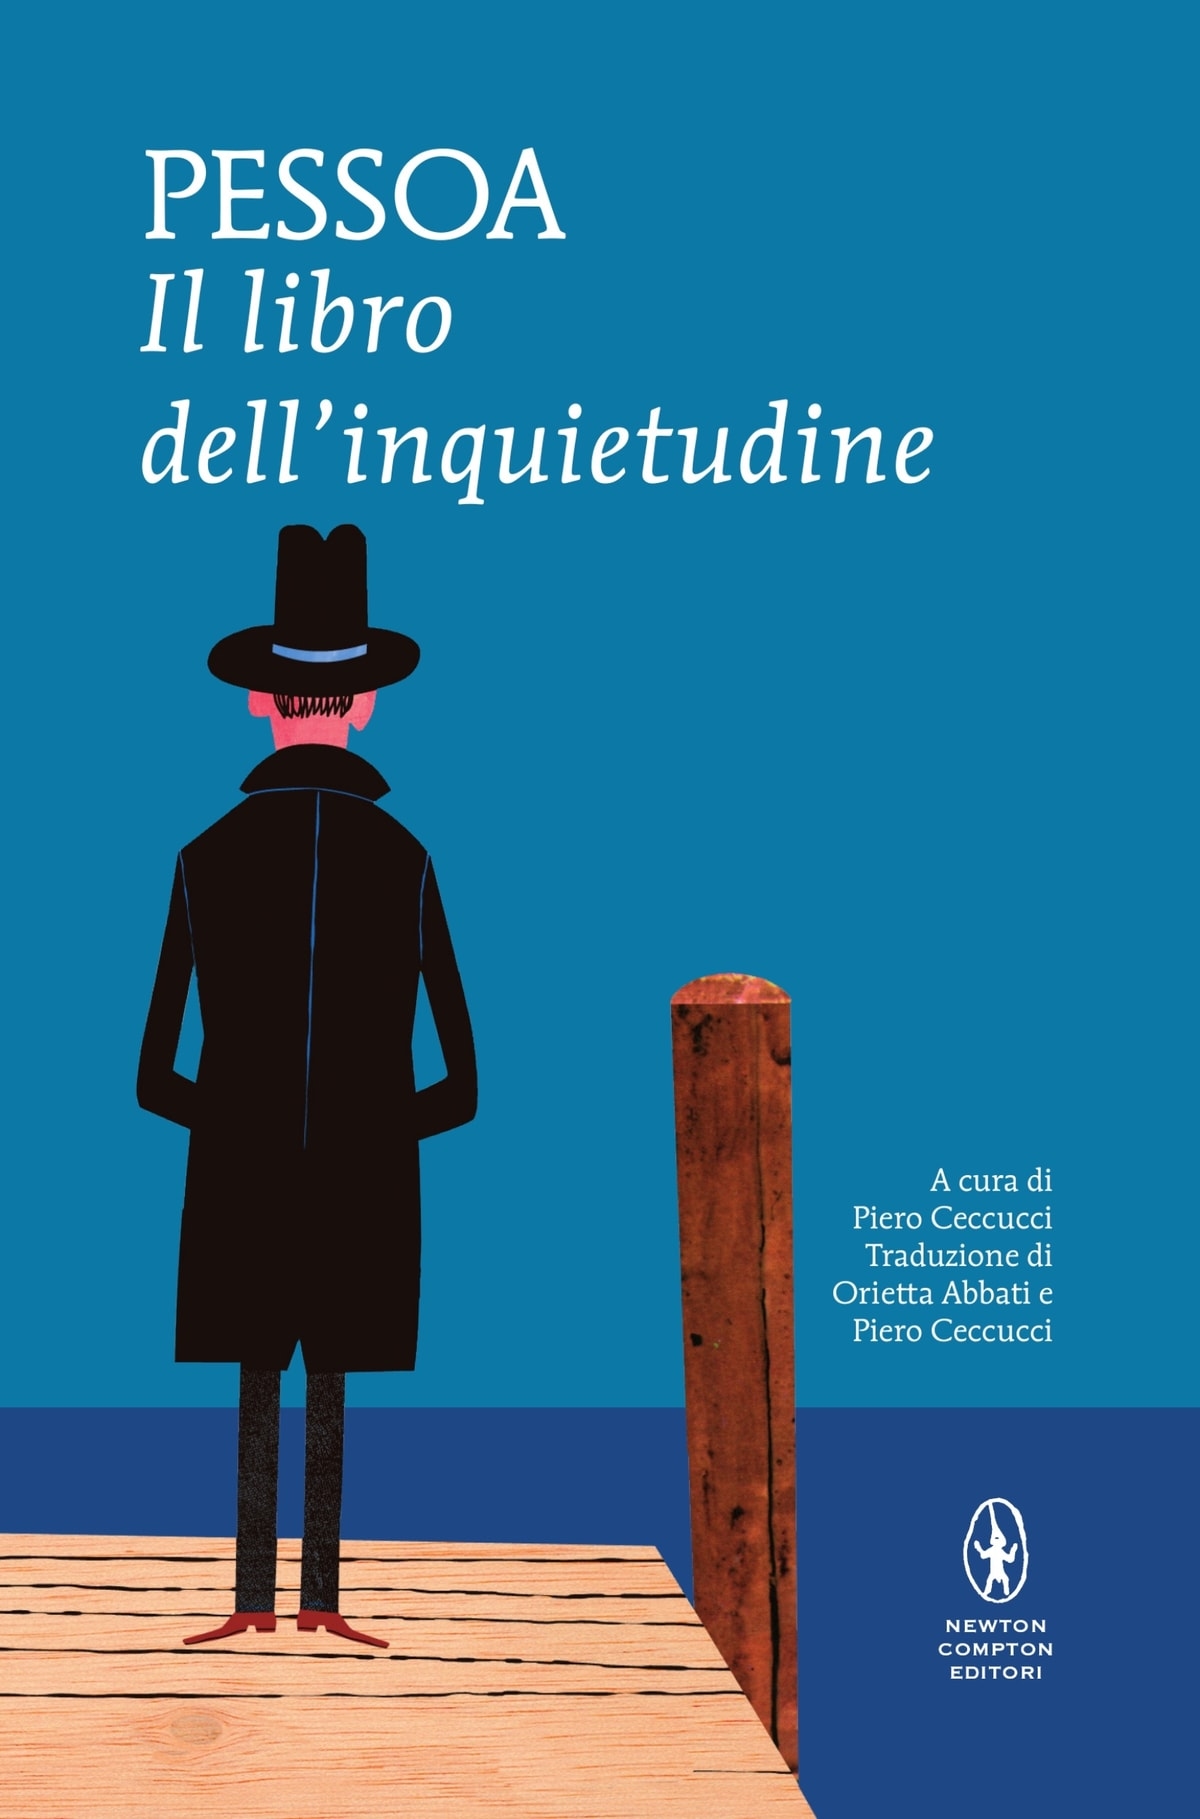 PESSOA
Il libro
dell’inquietudine
A cura di
Piero Ceccucci
Traduzione di
Orietta Abbati e
Piero Ceccucci
NEWTON
COMPTON
EDITORI